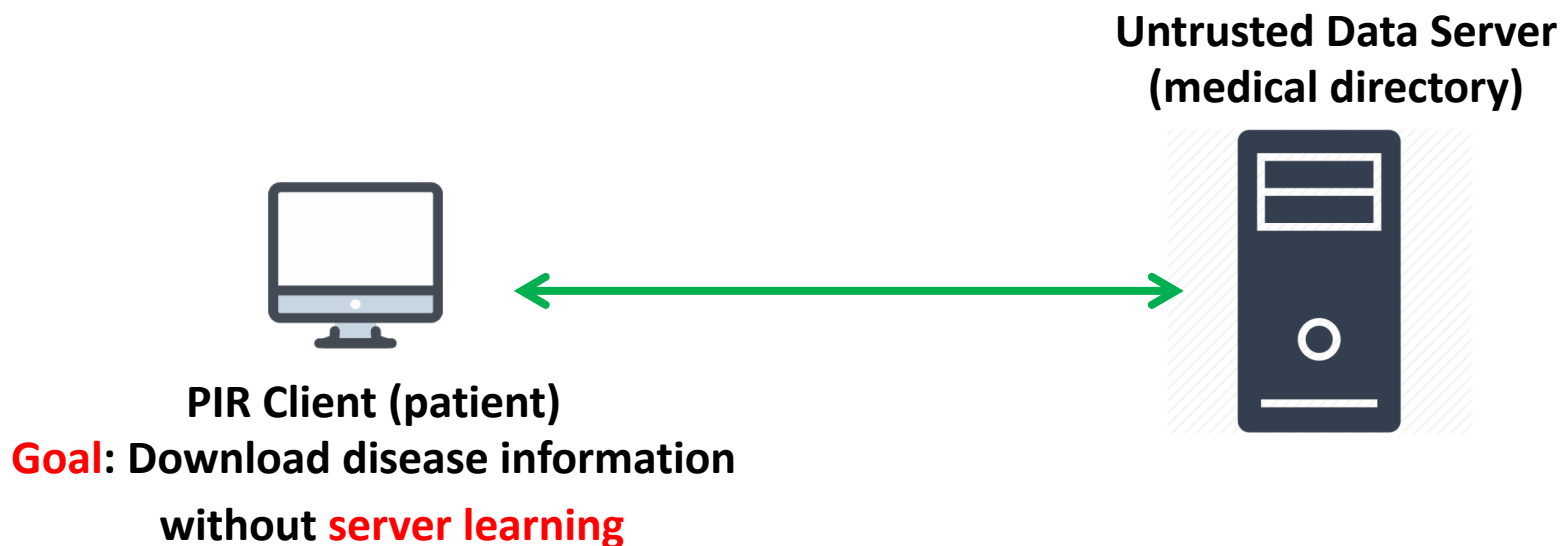 Untrusted Data Server
(medical directory)
PIR Client (patient)
Goal: Download disease information
without server learning